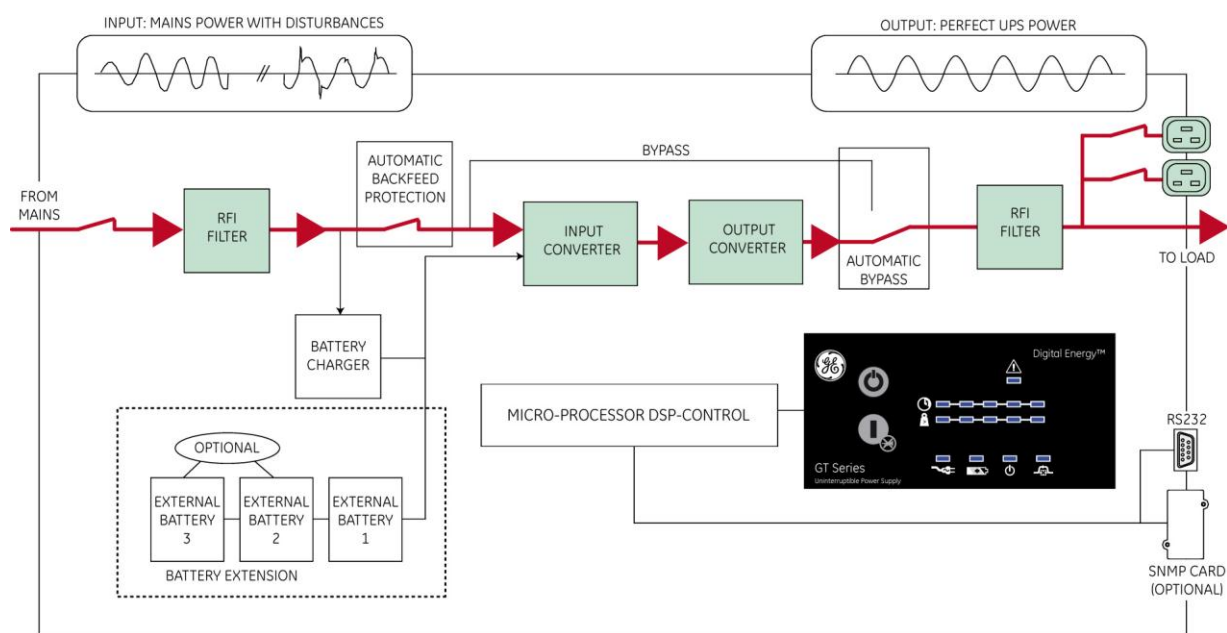 INPUT: MAINS POWER WITH DISTURBANCES
OUTPUT: PERFECT UPS POWER
FROM
MAINS
RFI
FILTER
AUTOMATIC
BACKFEED
PROTECTION
BYPASS
INPUT
CONVERTER
OUTPUT
CONVERTER
AUTOMATIC
BYPASS
RFI
FILTER
TO LOAD
BATTERY
CHARGER
MICRO-PROCESSOR DSP-CONTROL
GE
Digital Energy™
GT Series
Uninterruptible Power Supply
RS232
OPTIONAL
EXTERNAL
BATTERY
3
EXTERNAL
BATTERY
2
EXTERNAL
BATTERY
1
BATTERY EXTENSION
SNMP CARD
(OPTIONAL)